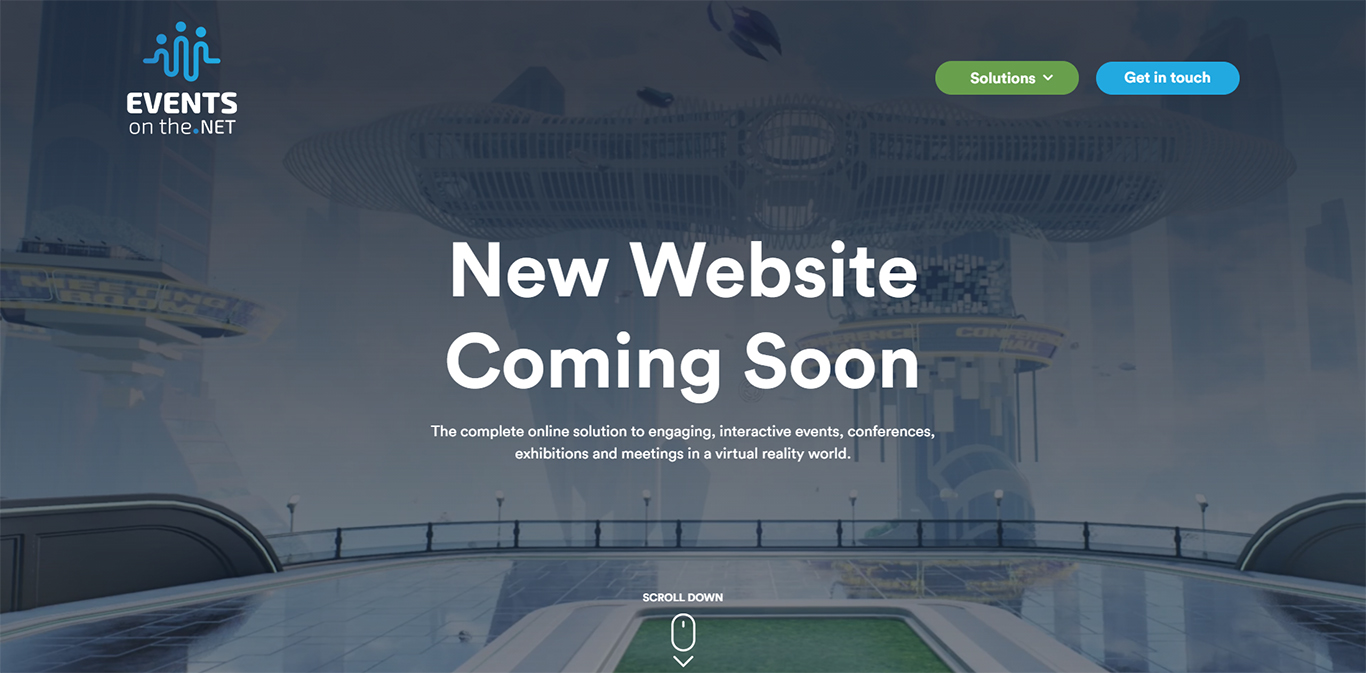 EVENTS
on the.NET
Solutions
Get in touch
New Website
Coming Soon
The complete online solution to engaging, interactive events, conferences,
exhibitions and meetings in a virtual reality world.
MEETING
SCROLL DOWN